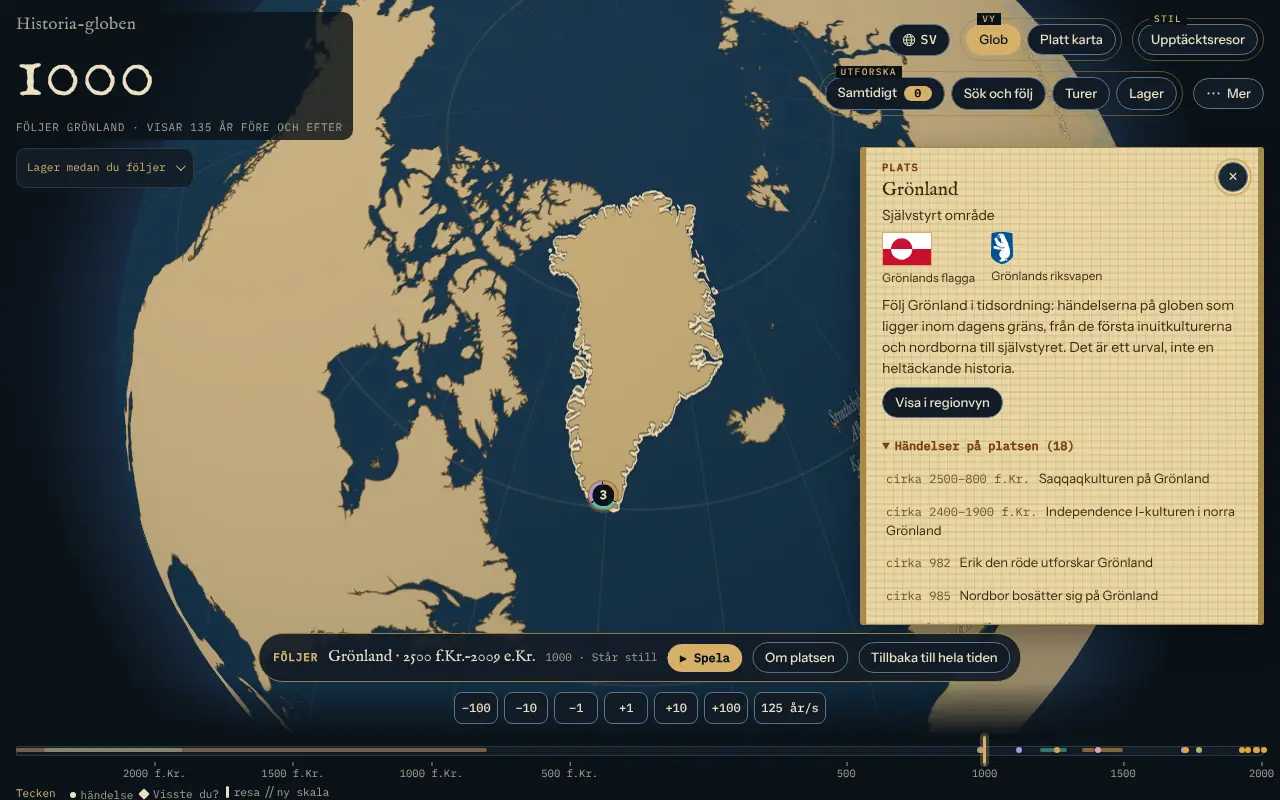 Historia-globen
1000
FÖLJER GRÖNLAND · VISAR 135 ÅR FÖRE OCH EFTER
Lager medan du följer
SV
VY
Glob
Platt karta
STIL
Upptäcktsresor
UTFORSKA
Samtidigt 0
Sök och följ
Turer
Lager
··· Mer
PLATS
Grönland
Självstyrt område
Grönlands flagga
Grönlands riksvapen
Följ Grönland i tidsordning: händelserna på globen som
ligger inom dagens gräns, från de första inuitkulturerna
och nordborna till självstyret. Det är ett urval, inte en
heltäckande historia.
Visa i regionvyn
▼ Händelser på platsen (18)
cirka 2500–800 f.Kr. Saqqaqkulturen på Grönland
cirka 2400–1900 f.Kr. Independence I-kulturen i norra
Grönland
cirka 982 Erik den röde utforskar Grönland
cirka 985 Nordbor bosätter sig på Grönland
3
FÖLJER Grönland · 2500 f.Kr.–2009 e.Kr. 1000 · Står still
▶ Spela
Om platsen
Tillbaka till hela tiden
−100
−10
−1
+1
+10
+100
125 år/s
2000 f.Kr.
1500 f.Kr.
1000 f.Kr.
500 f.Kr.
500
1000
1500
2000
Tecken
händelse
Visste du?
resa
// ny skala